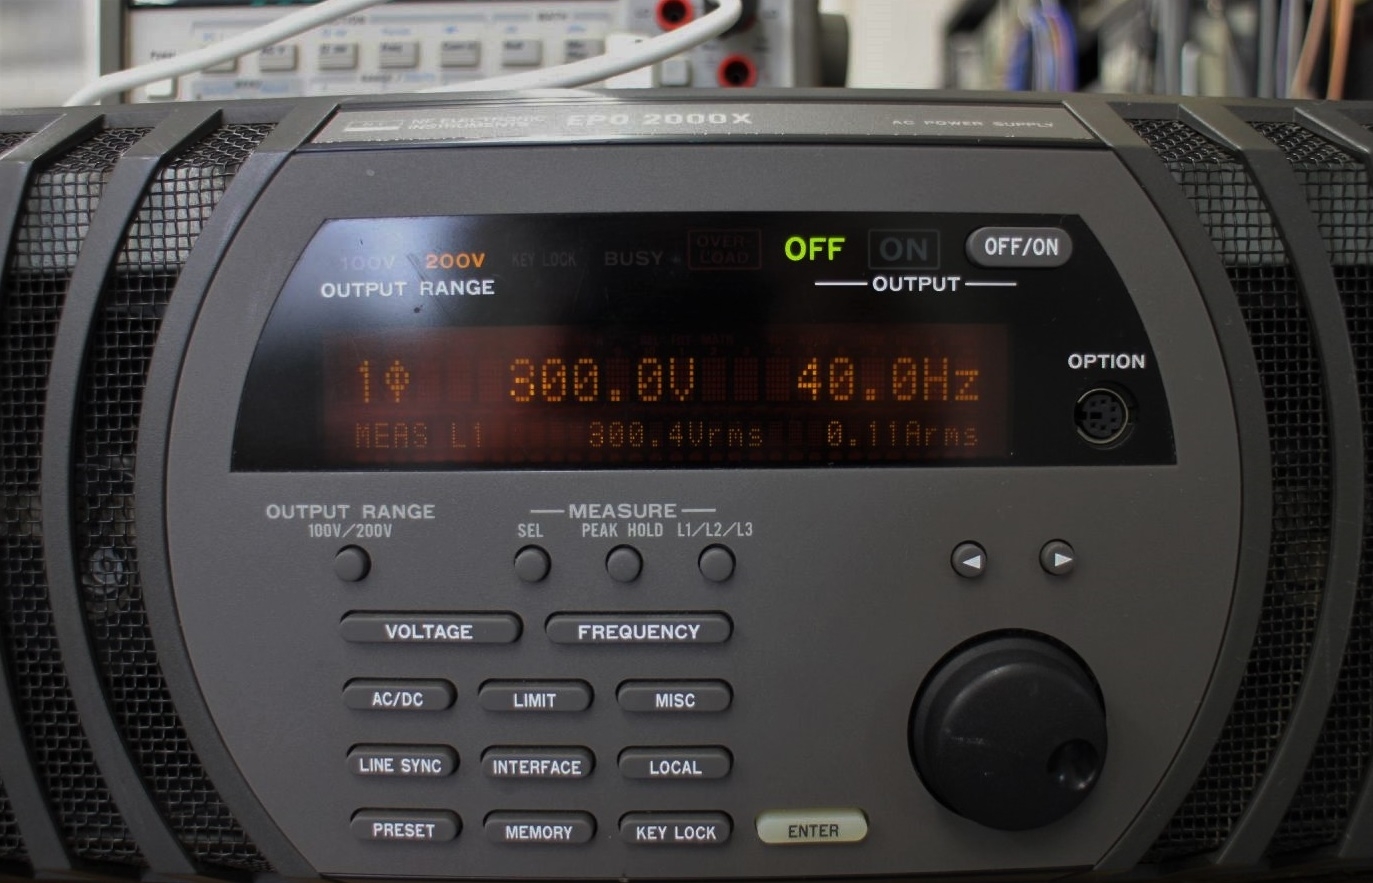 NF ELECTRONIC
INSTRUMENTS
EPO 2000X
AC POWER SUPPLY
100V 200V KEY LOCK BUSY OVER-
LOAD OFF ON OFF/ON
OUTPUT RANGE OUTPUT
1Φ 300.0V 40.0Hz
MEAS L1 300.4Vrms 0.11Arms
OPTION
OUTPUT RANGE
100V/200V
MEASURE
SEL PEAK HOLD L1/L2/L3
◀ ▶
VOLTAGE FREQUENCY
AC/DC LIMIT MISC
LINE SYNC INTERFACE LOCAL
PRESET MEMORY KEY LOCK ENTER